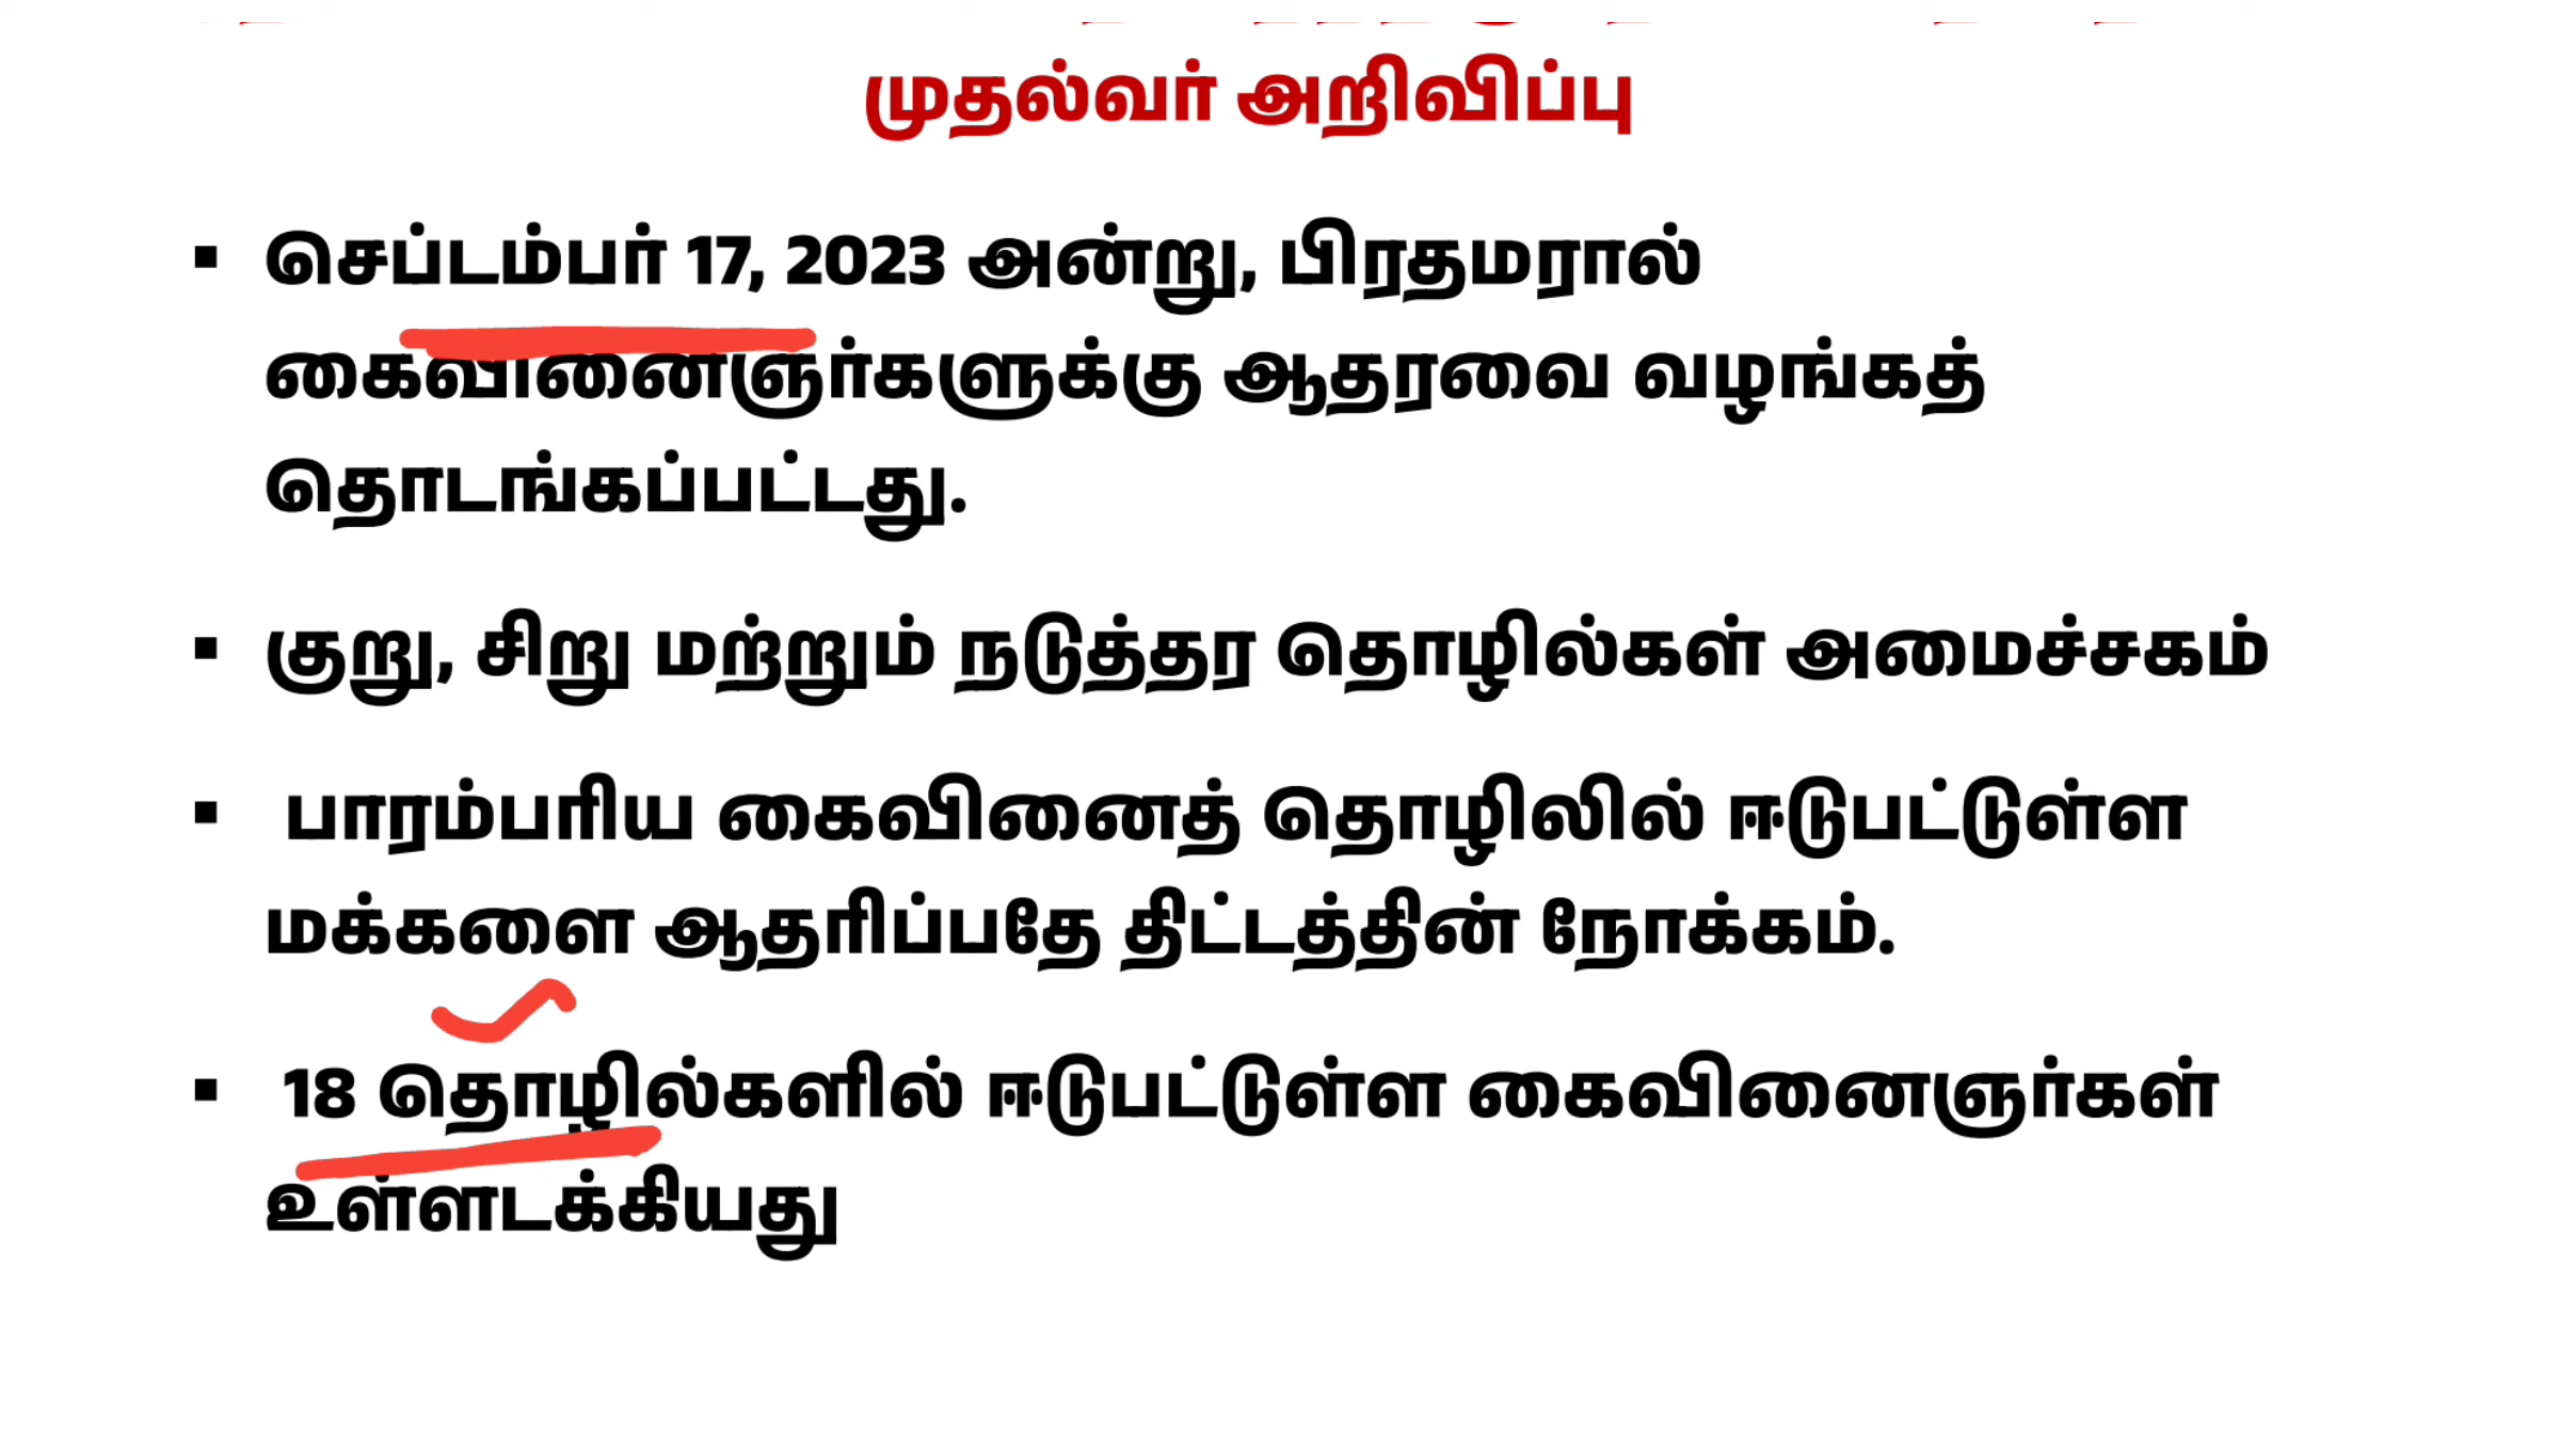 முதல்வர் அறிவிப்பு
▪ செப்டம்பர் 17, 2023 அன்று, பிரதமரால்
கைவினைஞர்களுக்கு ஆதரவை வழங்கத்
தொடங்கப்பட்டது.
▪ குறு, சிறு மற்றும் நடுத்தர தொழில்கள் அமைச்சகம்
▪ பாரம்பரிய கைவினைத் தொழிலில் ஈடுபட்டுள்ள
மக்களை ஆதரிப்பதே திட்டத்தின் நோக்கம்.
▪ 18 தொழில்களில் ஈடுபட்டுள்ள கைவினைஞர்கள்
உள்ளடக்கியது